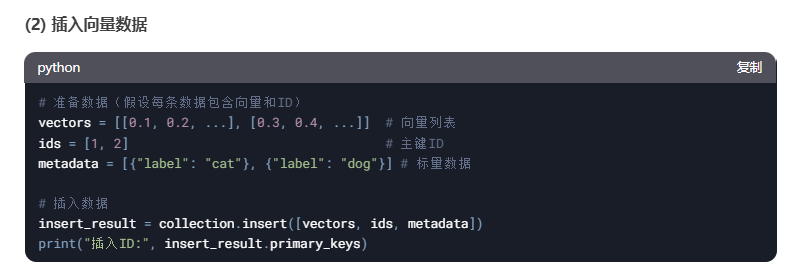 (2) 插入向量数据
python 复制
# 准备数据（假设每条数据包含向量和ID）
vectors = [[0.1, 0.2, ...], [0.3, 0.4, ...]]  # 向量列表
ids = [1, 2]                                # 主键ID
metadata = [{"label": "cat"}, {"label": "dog"}] # 标量数据
# 插入数据
insert_result = collection.insert([vectors, ids, metadata])
print("插入ID:", insert_result.primary_keys)